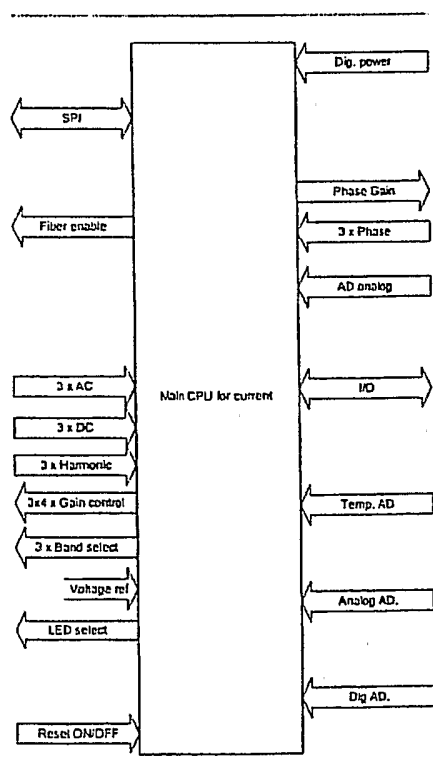 Dig. power
SPI
Phase Gain
Fiber enable
3 x Phase
AD analog
3 x AC
Main CPU for current
I/O
3 x DC
3 x Harmonic
3x4 x Gain control
Temp. AD
3 x Band select
Voltage ref
Analog AD.
LED select
Dig AD.
Reset ON/OFF